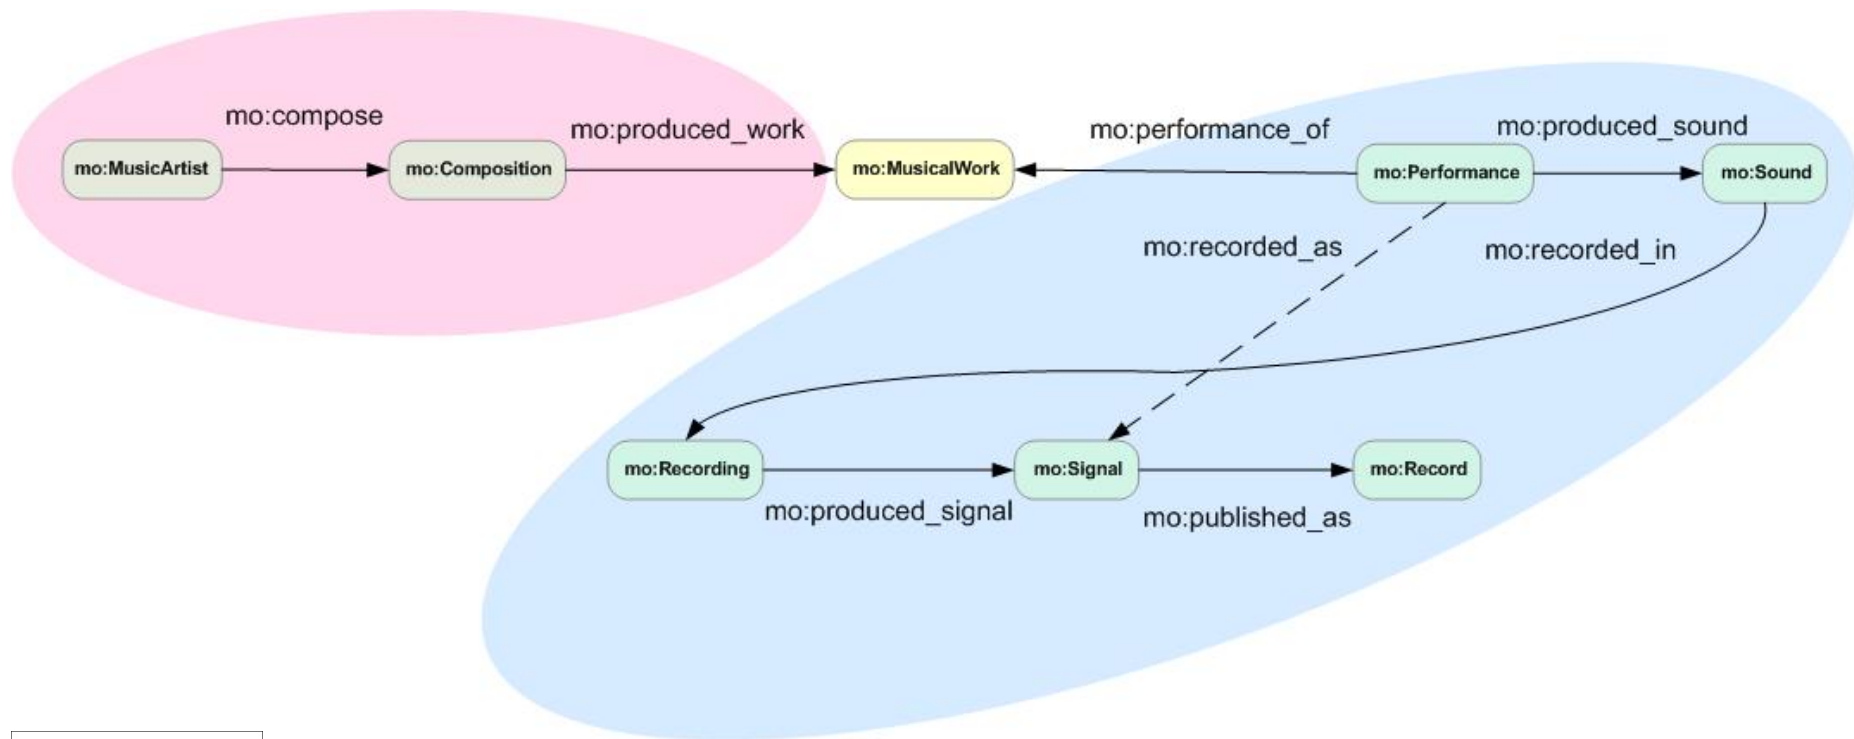 mo:compose
mo:produced_work
mo:performance_of
mo:produced_sound
mo:MusicArtist
mo:Composition
mo:MusicalWork
mo:Performance
mo:Sound
mo:recorded_as
mo:recorded_in
mo:Recording
mo:Signal
mo:Record
mo:produced_signal
mo:published_as